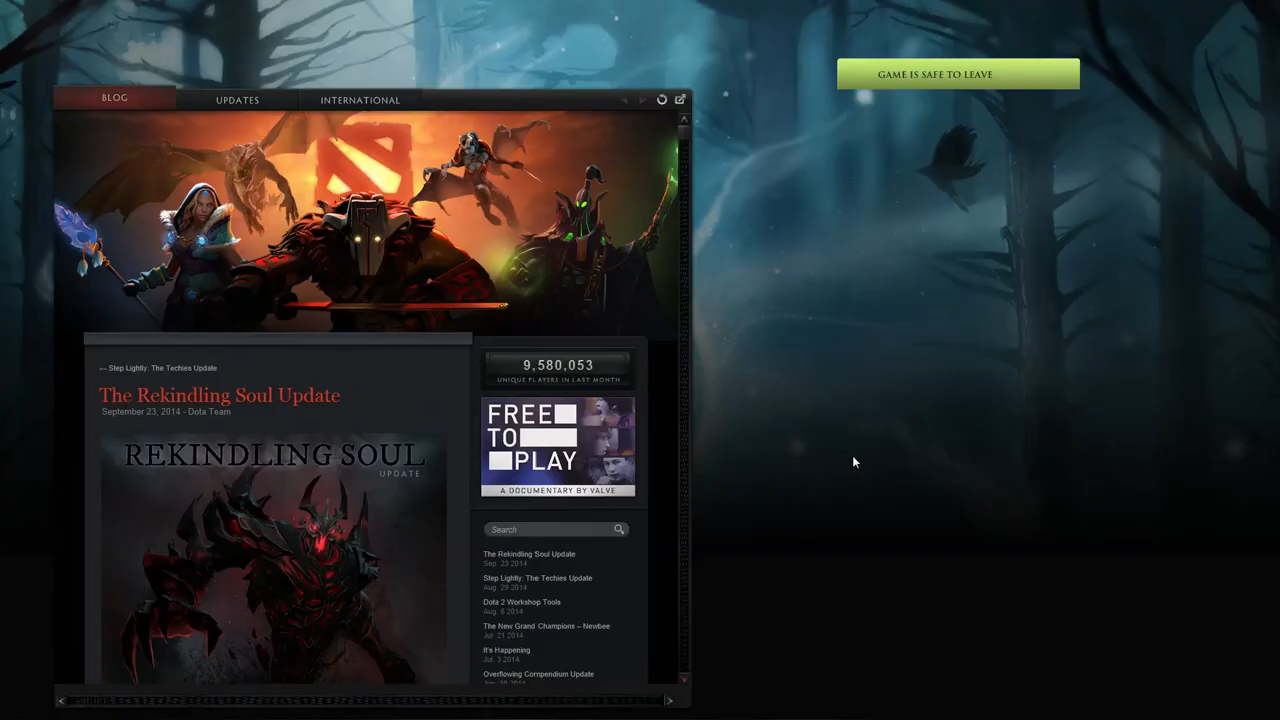 GAME IS SAFE TO LEAVE
BLOG
UPDATES
INTERNATIONAL
← Step Lightly: The Techies Update
The Rekindling Soul Update
September 23, 2014 - Dota Team
REKINDLING SOUL
UPDATE
9,580,053
UNIQUE PLAYERS IN LAST MONTH
FREE
TO
PLAY
A DOCUMENTARY BY VALVE
Search
The Rekindling Soul Update
Sep. 23 2014
Step Lightly: The Techies Update
Aug. 29 2014
Dota 2 Workshop Tools
Aug. 6 2014
The New Grand Champions – Newbee
Jul. 21 2014
It's Happening
Jul. 3 2014
Overflowing Compendium Update